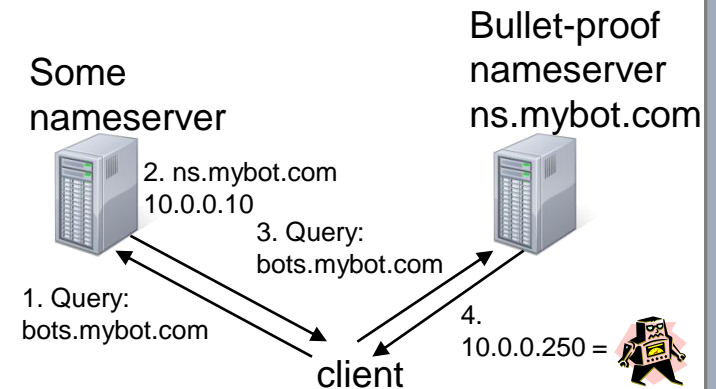 Some
nameserver
Bullet-proof
nameserver
ns.mybot.com
2. ns.mybot.com
10.0.0.10
3. Query:
bots.mybot.com
1. Query:
bots.mybot.com
4.
10.0.0.250 =
client